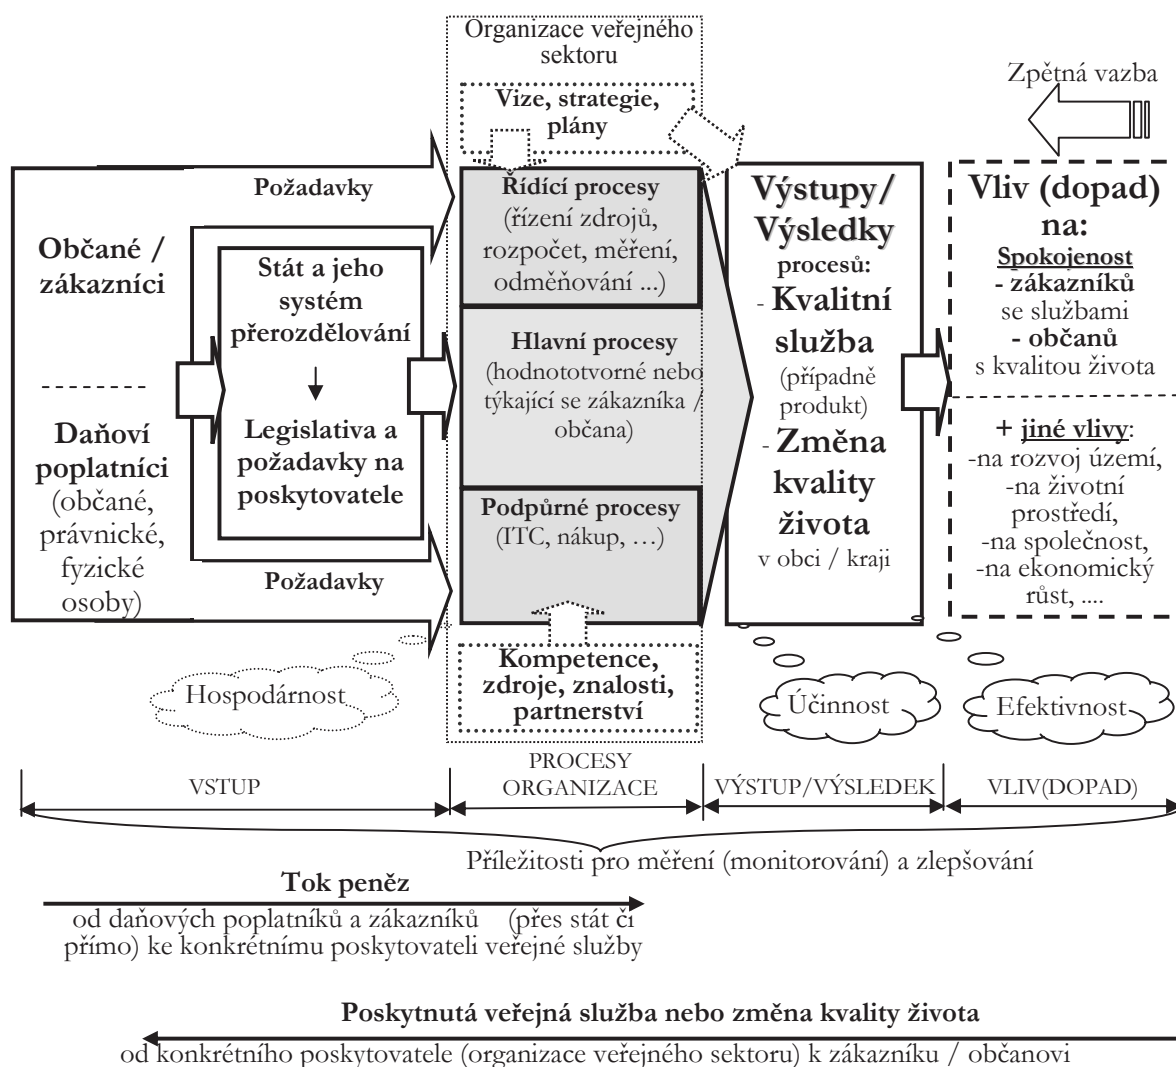 Organizace veřejného
sektoru
Vize, strategie,
plány
Zpětná vazba
Občané /
zákazníci
Daňoví
poplatníci
(občané,
právnické,
fyzické
osoby)
Požadavky
Stát a jeho
systém
přerozdělování
Legislativa a
požadavky na
poskytovatele
Požadavky
Řídící procesy
(řízení zdrojů,
rozpočet, měření,
odměňování ...)
Hlavní procesy
(hodnototvorné nebo
týkající se zákazníka /
občana)
Podpůrné procesy
(ITC, nákup, …)
Kompetence,
zdroje, znalosti,
partnerství
Výstupy/
Výsledky
procesů:
- Kvalitní
služba
(případně
produkt)
- Změna
kvality
života
v obci / kraji
Vliv (dopad)
na:
Spokojenost
- zákazníků
se službami
- občanů
s kvalitou života
+ jiné vlivy:
-na rozvoj území,
-na životní
prostředí,
-na společnost,
-na ekonomický
růst, ....
Hospodárnost
Účinnost
Efektivnost
VSTUP
PROCESY
ORGANIZACE
VÝSTUP/VÝSLEDEK
VLIV(DOPAD)
Příležitosti pro měření (monitorování) a zlepšování
Tok peněz
od daňových poplatníků a zákazníků (přes stát či
přímo) ke konkrétnímu poskytovateli veřejné služby
Poskytnutá veřejná služba nebo změna kvality života
od konkrétního poskytovatele (organizace veřejného sektoru) k zákazníku / občanovi